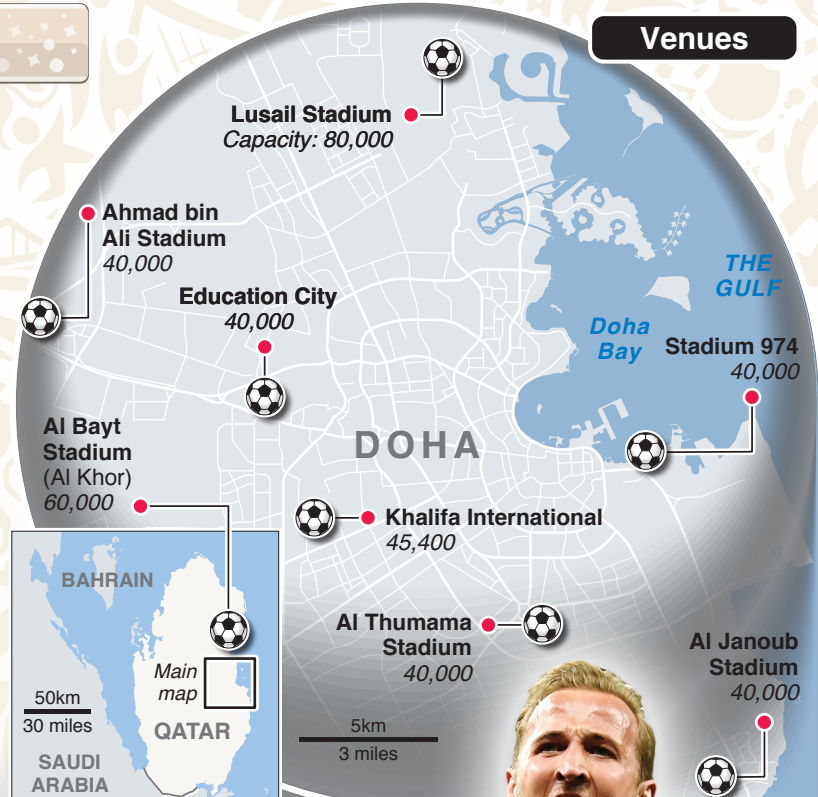 Venues
Lusail Stadium
Capacity: 80,000
Ahmad bin
Ali Stadium
40,000
Education City
40,000
THE
GULF
Doha
Bay
Stadium 974
40,000
Al Bayt
Stadium
(Al Khor)
60,000
DOHA
Khalifa International
45,400
Al Thumama
Stadium
40,000
Al Janoub
Stadium
40,000
BAHRAIN
Main
map
50km
30 miles
QATAR
SAUDI
ARABIA
5km
3 miles